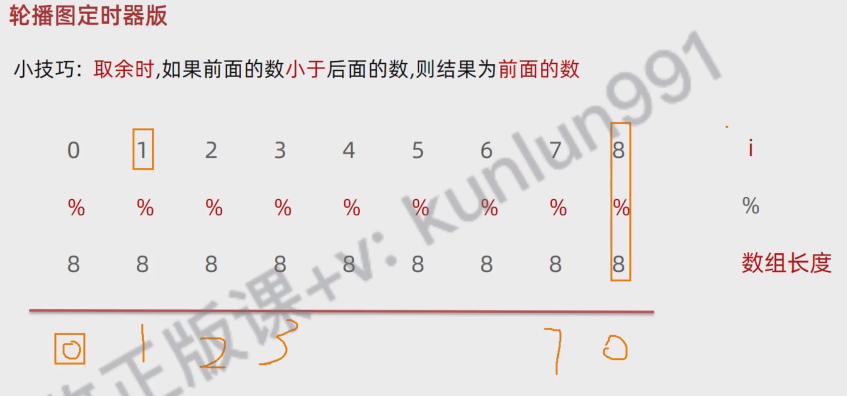 轮播图定时器版
小技巧：取余时,如果前面的数小于后面的数,则结果为前面的数
0 1 2 3 4 5 6 7 8 i
% % % % % % % % % %
8 8 8 8 8 8 8 8 8 数组长度
0 1 2 3 7 0
正版课+v: kunlun991